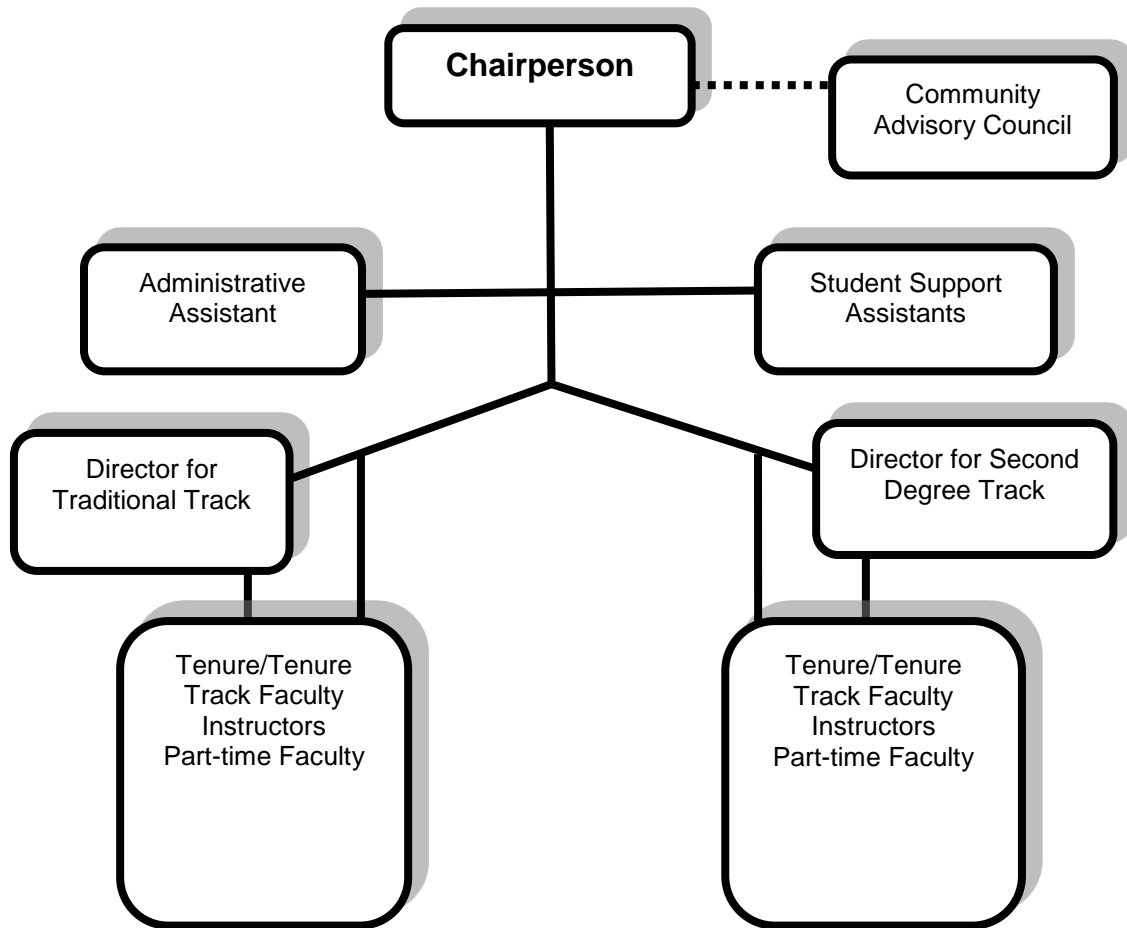 Chairperson
Community
Advisory Council
Administrative
Assistant
Student Support
Assistants
Director for
Traditional Track
Director for Second
Degree Track
Tenure/Tenure
Track Faculty
Instructors
Part-time Faculty
Tenure/Tenure
Track Faculty
Instructors
Part-time Faculty